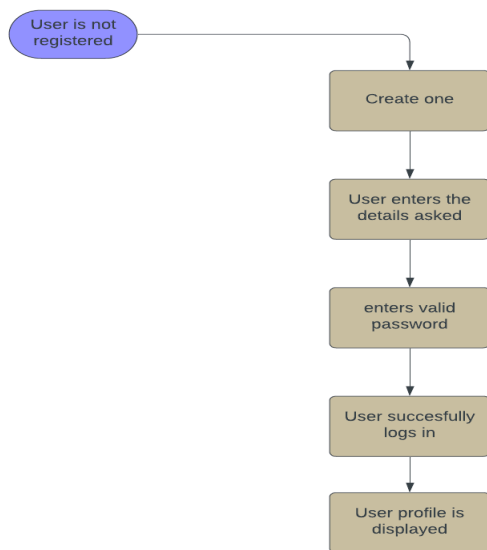 User is not
registered
Create one
User enters the
details asked
enters valid
password
User succesfully
logs in
User profile is
displayed